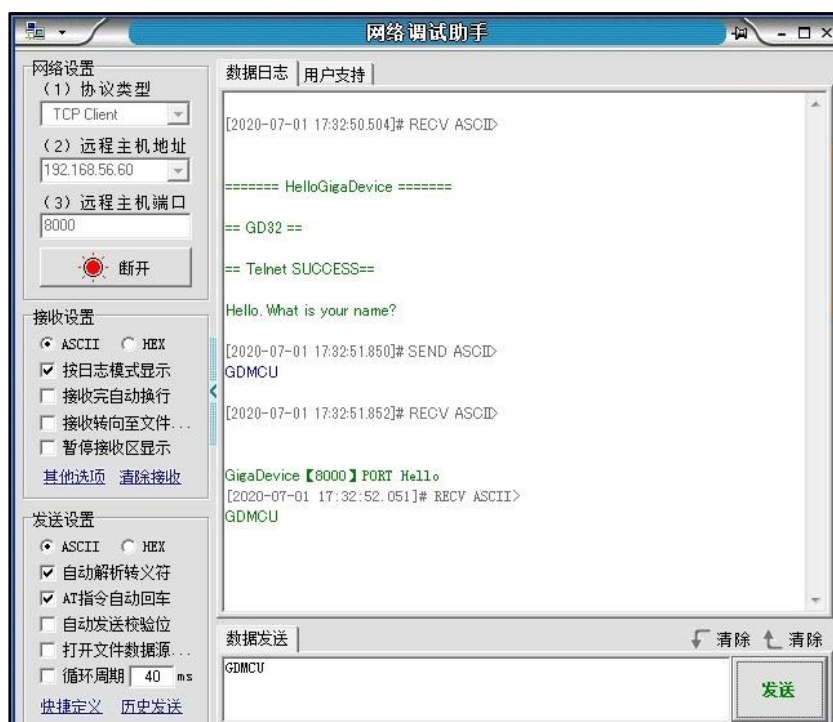 网络调试助手
网络设置
（1）协议类型
TCP Client
（2）远程主机地址
192.168.56.60
（3）远程主机端口
8000
断开
接收设置
ASCII HEX
按日志模式显示
接收完自动换行
接收转向至文件...
暂停接收区显示
其他选项 清除接收
发送设置
ASCII HEX
自动解析转义符
AT指令自动回车
自动发送校验位
打开文件数据源...
循环周期 40 ms
快捷定义 历史发送
数据日志 用户支持
[2020-07-01 17:32:50.504]# RECV ASCII>
======= HelloGigaDevice =======
== GD32 ==
== Telnet SUCCESS==
Hello. What is your name?
[2020-07-01 17:32:51.850]# SEND ASCII>
GDMCU
[2020-07-01 17:32:51.852]# RECV ASCII>
GigaDevice【8000】PORT Hello
[2020-07-01 17:32:52.051]# RECV ASCII>
GDMCU
数据发送 清除 清除
GDMCU
发送